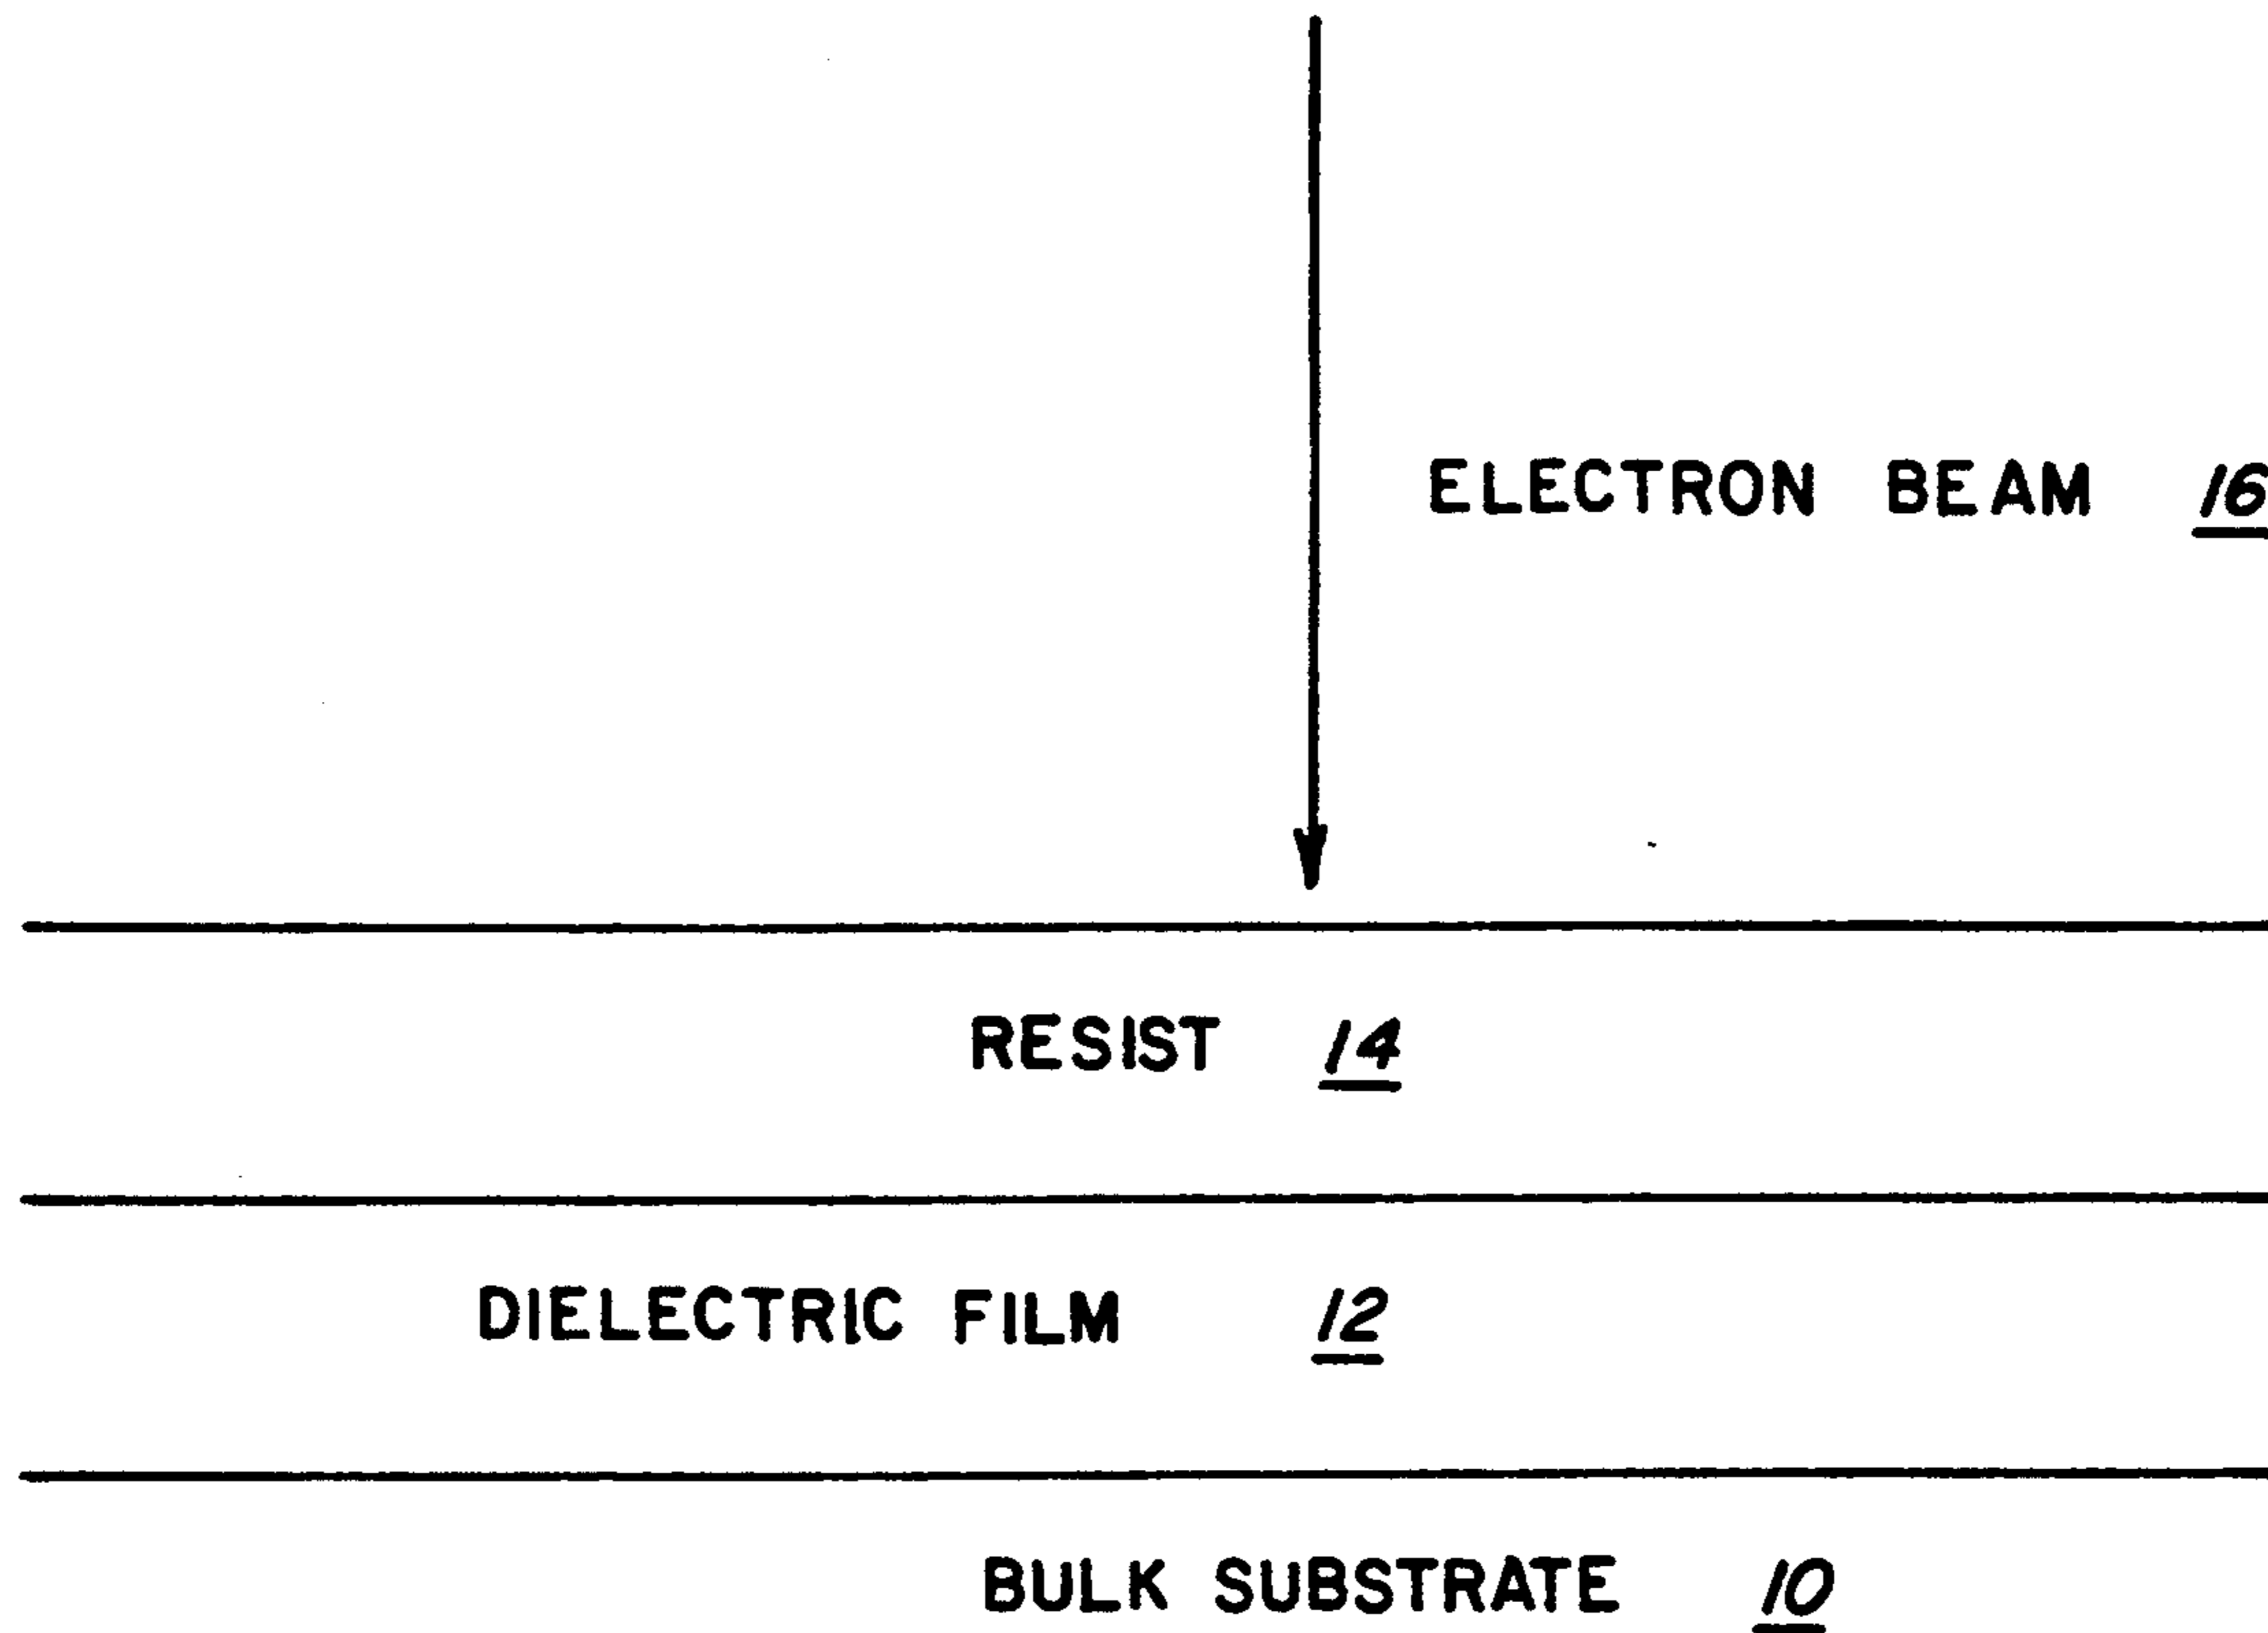 ELECTRON BEAM 16
RESIST 14
DIELECTRIC FILM 12
BULK SUBSTRATE 10